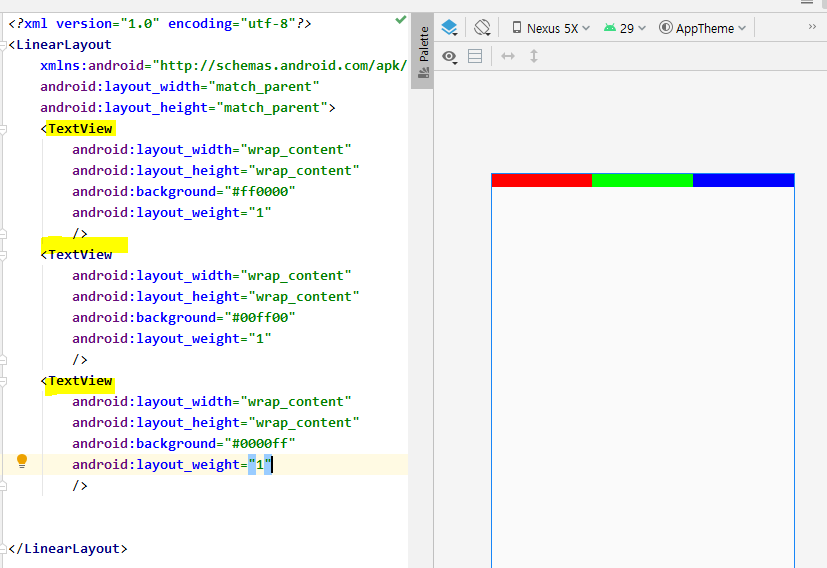 <?xml version="1.0" encoding="utf-8"?>
<LinearLayout
xmlns:android="http://schemas.android.com/apk/
android:layout_width="match_parent"
android:layout_height="match_parent">
<TextView
android:layout_width="wrap_content"
android:layout_height="wrap_content"
android:background="#ff0000"
android:layout_weight="1"
/>
<TextView
android:layout_width="wrap_content"
android:layout_height="wrap_content"
android:background="#00ff00"
android:layout_weight="1"
/>
<TextView
android:layout_width="wrap_content"
android:layout_height="wrap_content"
android:background="#0000ff"
android:layout_weight="1"
/>
</LinearLayout>
Palette
Nexus 5X
29
AppTheme